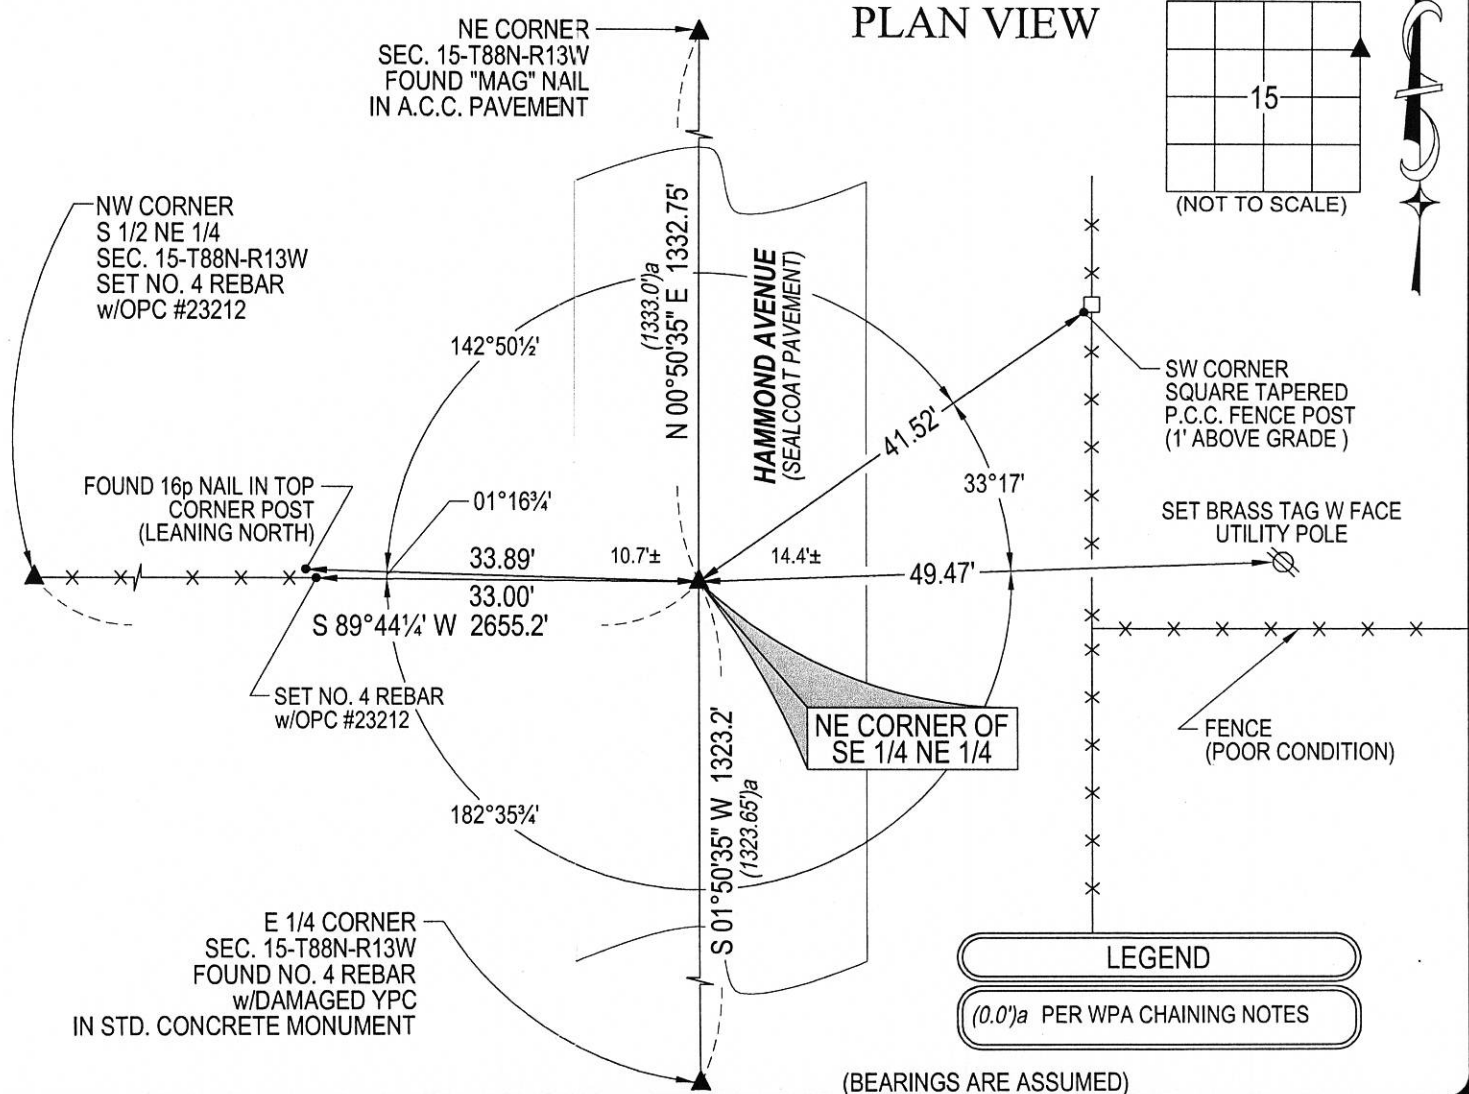 PLAN VIEW
NE CORNER
SEC. 15-T88N-R13W
FOUND "MAG" NAIL
IN A.C.C. PAVEMENT
15
(NOT TO SCALE)
NW CORNER
S 1/2 NE 1/4
SEC. 15-T88N-R13W
SET NO. 4 REBAR
w/OPC #23212
N 00°50'35" E 1332.75'
(1333.0')a
HAMMOND AVENUE
(SEALCOAT PAVEMENT)
142°50½'
41.52'
33°17'
SW CORNER
SQUARE TAPERED
P.C.C. FENCE POST
(1' ABOVE GRADE )
FOUND 16p NAIL IN TOP
CORNER POST
(LEANING NORTH)
01°16¾'
SET BRASS TAG W FACE
UTILITY POLE
33.89'
10.7'±
14.4'±
49.47'
33.00'
S 89°44¼' W 2655.2'
SET NO. 4 REBAR
w/OPC #23212
NE CORNER OF
SE 1/4 NE 1/4
FENCE
(POOR CONDITION)
182°35¾'
S 01°50'35" W 1323.2'
(1323.65')a
E 1/4 CORNER
SEC. 15-T88N-R13W
FOUND NO. 4 REBAR
w/DAMAGED YPC
IN STD. CONCRETE MONUMENT
LEGEND
(0.0')a PER WPA CHAINING NOTES
(BEARINGS ARE ASSUMED)